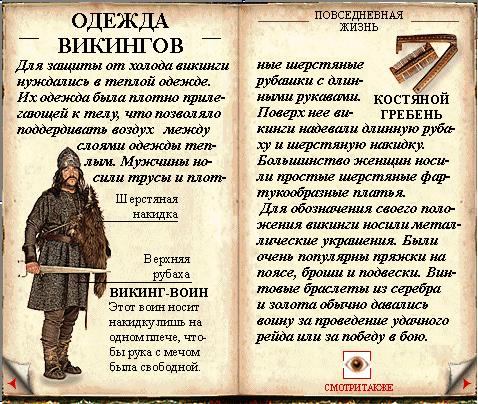 ОДЕЖДА
ВИКИНГОВ
Для защиты от холода викинги
нуждались в теплой одежде.
Их одежда была плотно приле-
гающей к телу, что позволяло
поддерживать воздух между
слоями одежды теп-
лым. Мужчины но-
сили трусы и плот-
Шерстяная
накидка
Верхняя
рубаха
ВИКИНГ-ВОИН
Этот воин носит
накидку лишь на
одном плече, что-
бы рука с мечом
была свободной.
ПОВСЕДНЕВНАЯ
ЖИЗНЬ
ные шерстяные
рубашки с длин-
ными рукавами.
Поверх нее ви-
КОСТЯНОЙ
ГРЕБЕНЬ
кинги надевали длинную руба-
ху и шерстяную накидку.
Большинство женщин носи-
ли простые шерстяные фар-
тукообразные платья.
Для обозначения своего поло-
жения викинги носили метал-
лические украшения. Были
очень популярны пряжки на
поясе, броши и подвески. Вин-
товые браслеты из серебра
и золота обычно давались
воину за проведение удачного
рейда или за победу в бою.
СМОТРИ ТАКЖЕ